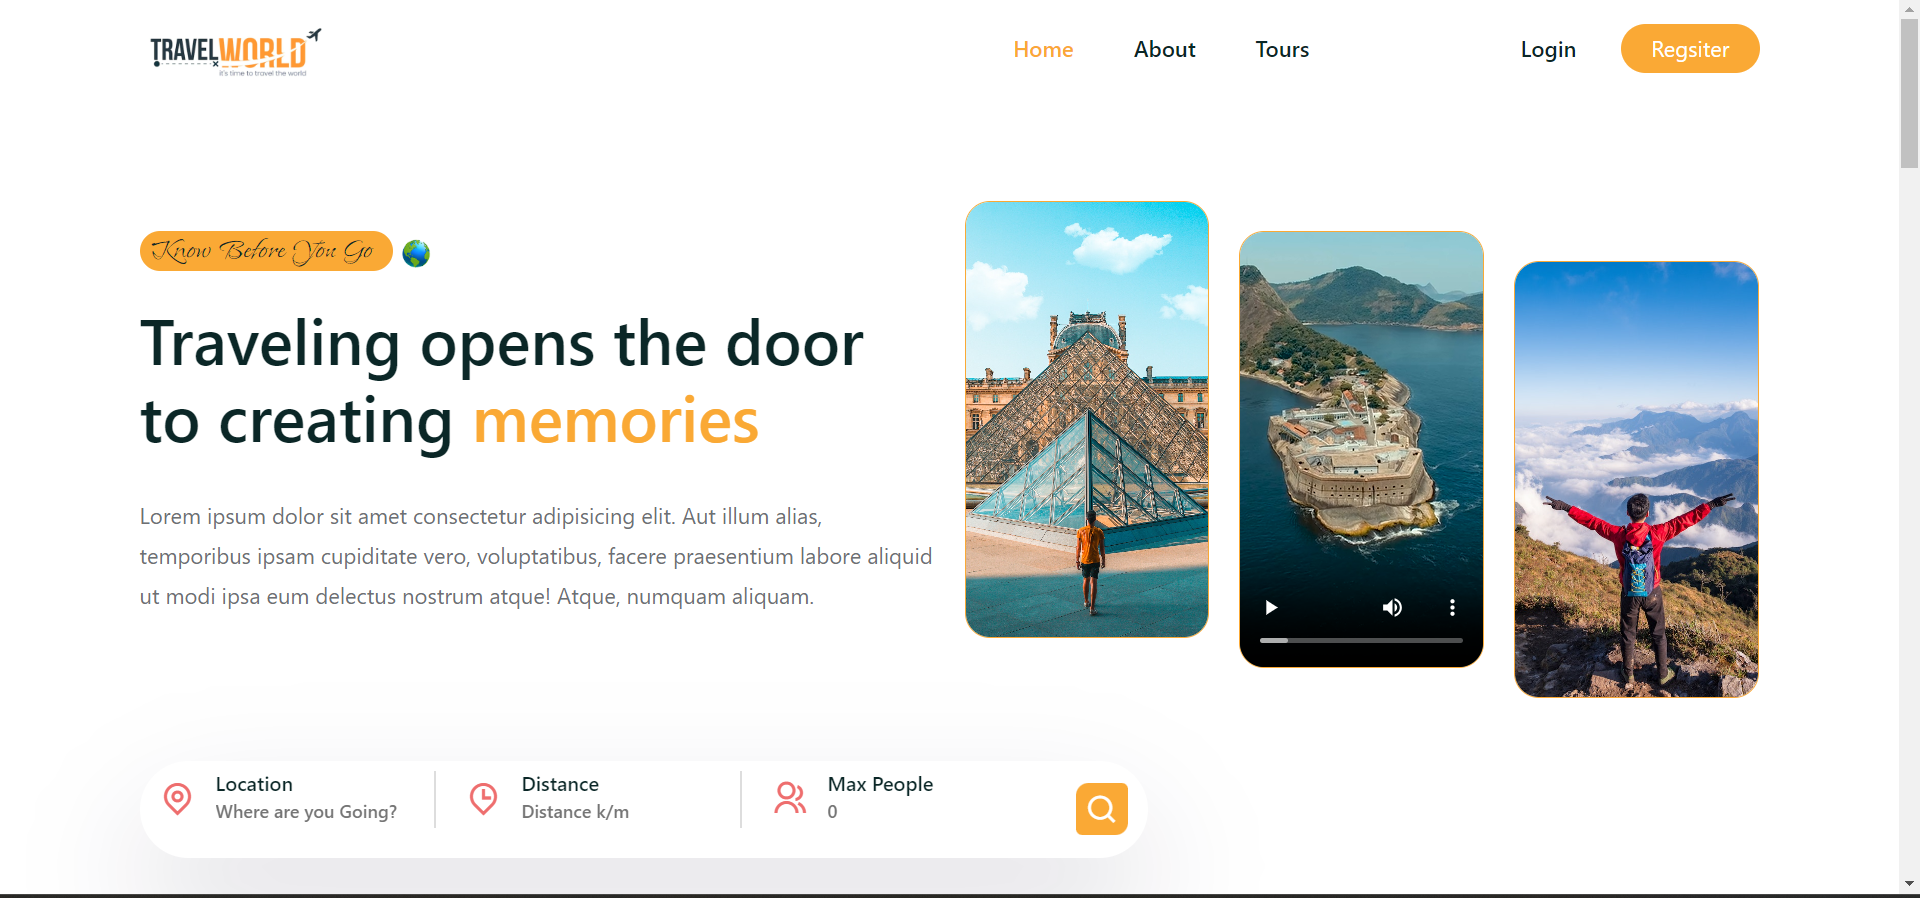 TRAVELWORLD
it's time to travel the world
Home About Tours Login Regsiter
Know Before You Go
Traveling opens the door
to creating memories
Lorem ipsum dolor sit amet consectetur adipisicing elit. Aut illum alias,
temporibus ipsam cupiditate vero, voluptatibus, facere praesentium labore aliquid
ut modi ipsa eum delectus nostrum atque! Atque, numquam aliquam.
Location
Where are you Going?
Distance
Distance k/m
Max People
0